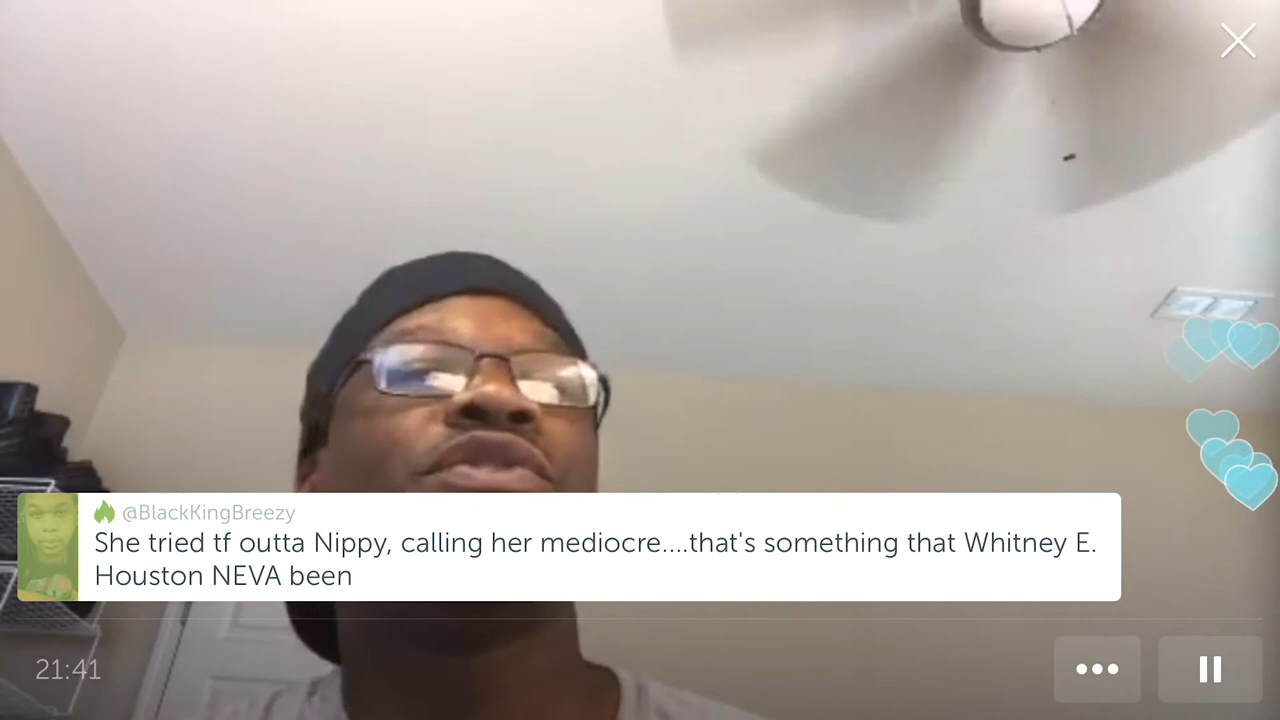 @BlackKingBreezy
She tried tf outta Nippy, calling her mediocre....that's something that Whitney E.
Houston NEVA been
21:41